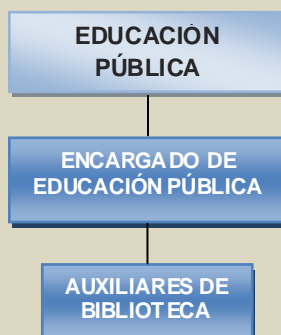 EDUCACIÓN
PÚBLICA
ENCARGADO DE
EDUCACIÓN PÚBLICA
AUXILIARES DE
BIBLIOTECA